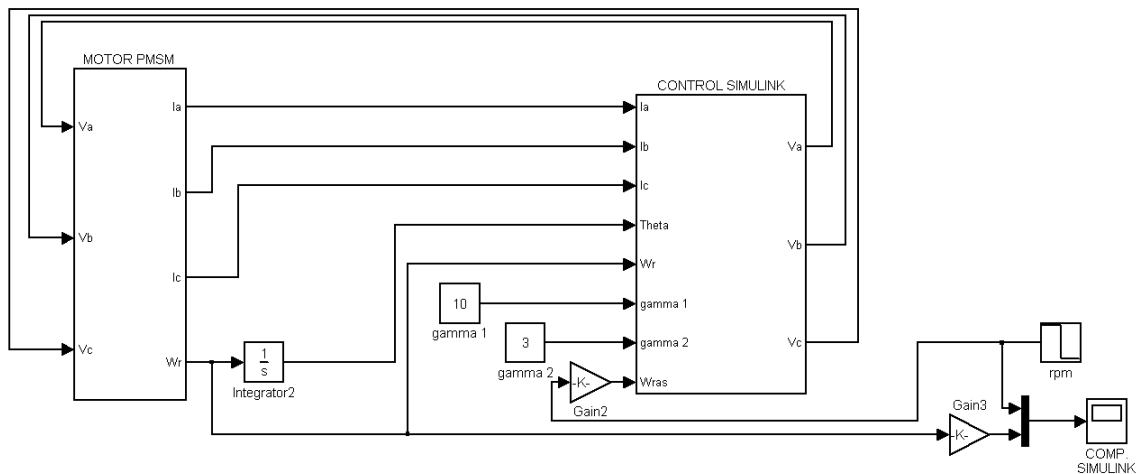 MOTOR PMSM
CONTROL SIMULINK
Va
Vb
Vc
Ia
Ib
Ic
Wr
1
s
Integrator2
10
gamma 1
3
gamma 2
-K-
Gain2
Ia
Ib
Ic
Theta
Wr
gamma 1
gamma 2
Wras
Va
Vb
Vc
rpm
Gain3
-K-
COMP.
SIMULINK